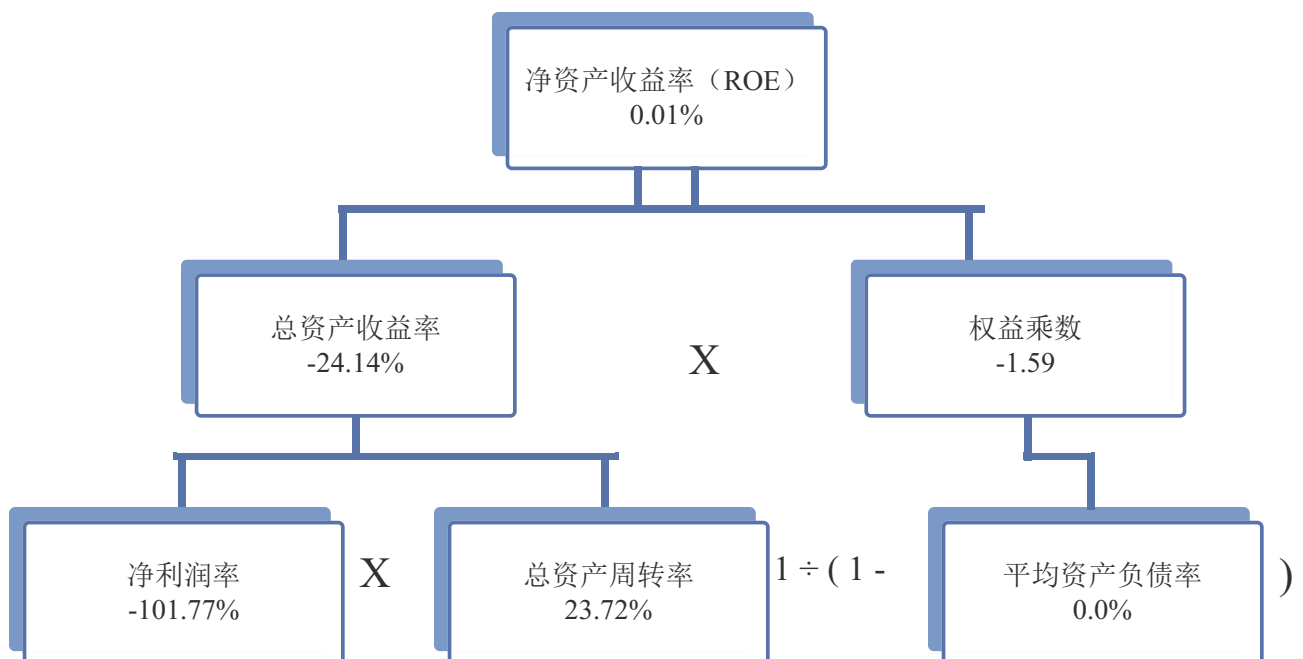 净资产收益率（ROE）
0.01%
总资产收益率
-24.14%
X
权益乘数
-1.59
净利润率
-101.77%
X
总资产周转率
23.72%
1 ÷ ( 1 -
平均资产负债率
0.0%
)